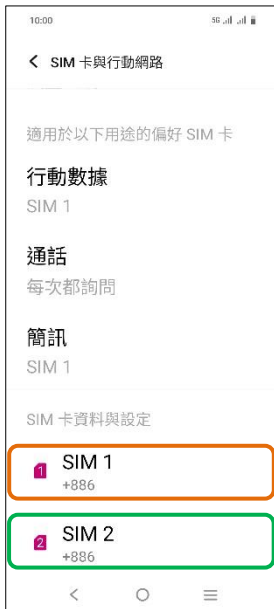 10:00
5G
SIM 卡與行動網路
適用於以下用途的偏好 SIM 卡
行動數據
SIM 1
通話
每次都詢問
簡訊
SIM 1
SIM 卡資料與設定
1
SIM 1
+886
2
SIM 2
+886